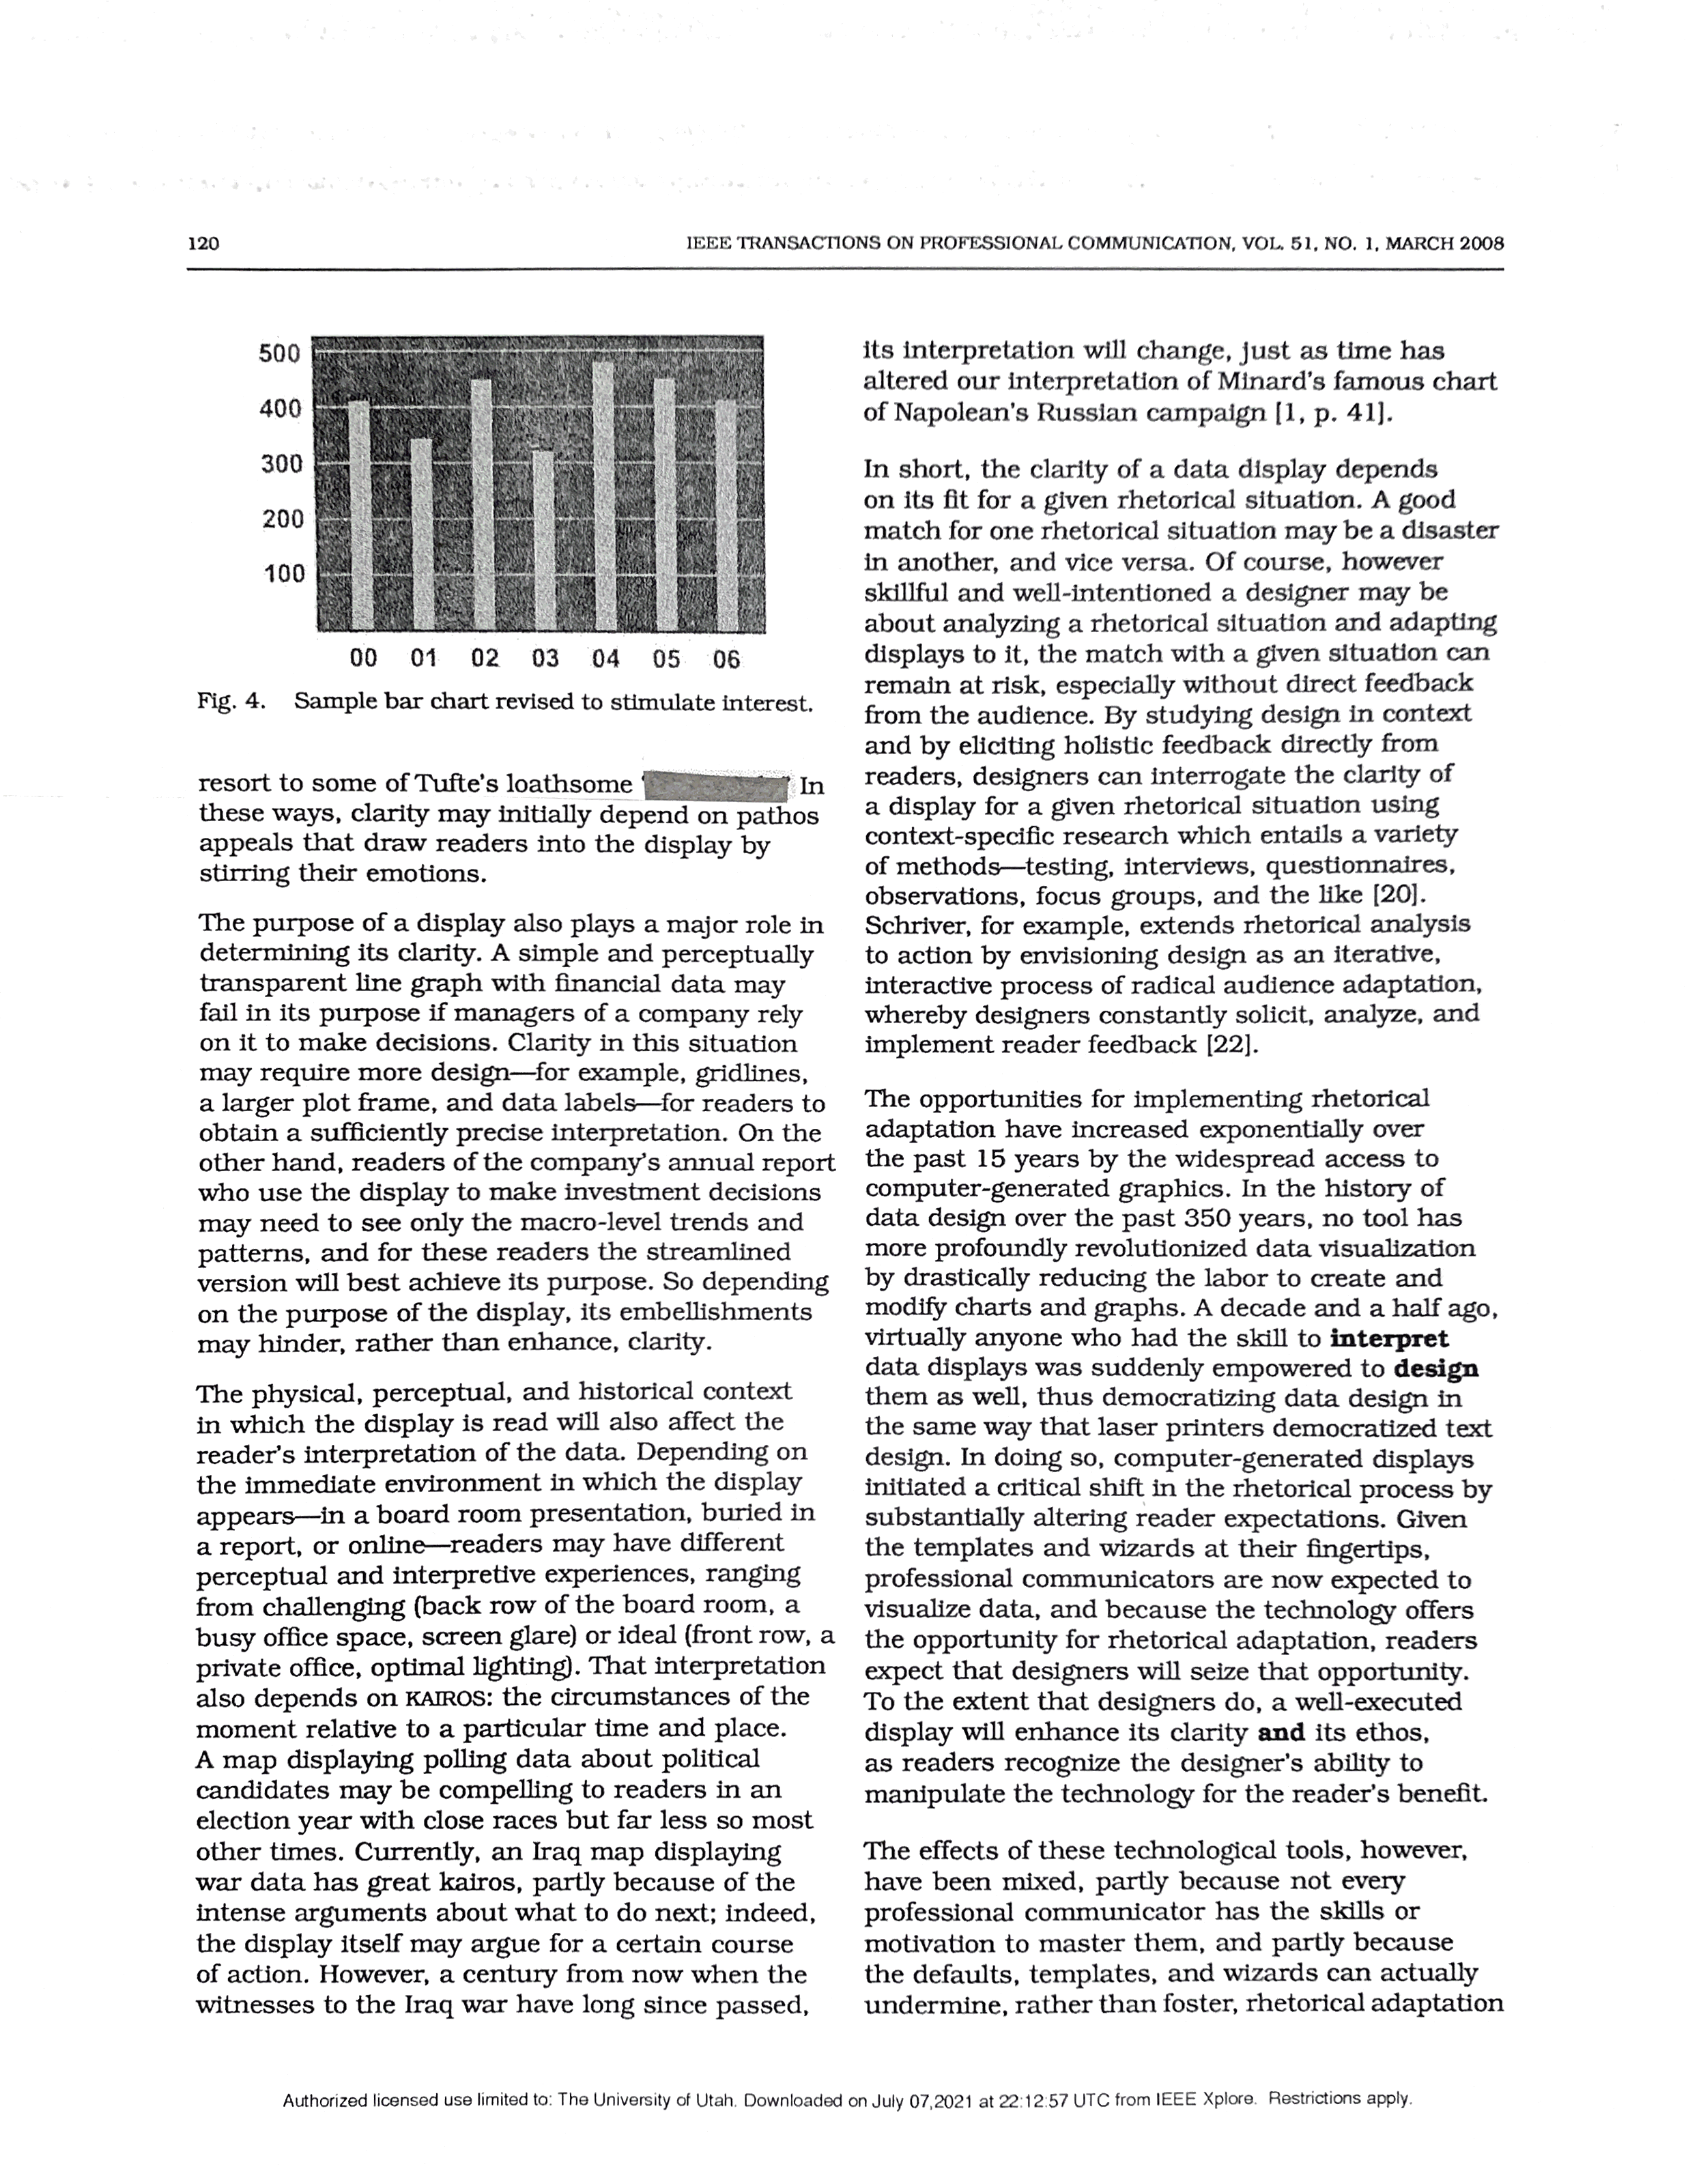 120
IEEE TRANSACTIONS ON PROFESSIONAL COMMUNICATION, VOL. 51, NO. 1, MARCH 2008
500
400
300
200
100
00 01 02 03 04 05 06
Fig. 4. Sample bar chart revised to stimulate interest.
resort to some of Tufte's loathsome In
these ways, clarity may initially depend on pathos
appeals that draw readers into the display by
stirring their emotions.
The purpose of a display also plays a major role in
determining its clarity. A simple and perceptually
transparent line graph with financial data may
fail in its purpose if managers of a company rely
on it to make decisions. Clarity in this situation
may require more design—for example, gridlines,
a larger plot frame, and data labels—for readers to
obtain a sufficiently precise interpretation. On the
other hand, readers of the company's annual report
who use the display to make investment decisions
may need to see only the macro-level trends and
patterns, and for these readers the streamlined
version will best achieve its purpose. So depending
on the purpose of the display, its embellishments
may hinder, rather than enhance, clarity.
The physical, perceptual, and historical context
in which the display is read will also affect the
reader's interpretation of the data. Depending on
the immediate environment in which the display
appears—in a board room presentation, buried in
a report, or online—readers may have different
perceptual and interpretive experiences, ranging
from challenging (back row of the board room, a
busy office space, screen glare) or ideal (front row, a
private office, optimal lighting). That interpretation
also depends on KAIROS: the circumstances of the
moment relative to a particular time and place.
A map displaying polling data about political
candidates may be compelling to readers in an
election year with close races but far less so most
other times. Currently, an Iraq map displaying
war data has great kairos, partly because of the
intense arguments about what to do next; indeed,
the display itself may argue for a certain course
of action. However, a century from now when the
witnesses to the Iraq war have long since passed,
its interpretation will change, just as time has
altered our interpretation of Minard's famous chart
of Napolean's Russian campaign [1, p. 41].
In short, the clarity of a data display depends
on its fit for a given rhetorical situation. A good
match for one rhetorical situation may be a disaster
in another, and vice versa. Of course, however
skillful and well-intentioned a designer may be
about analyzing a rhetorical situation and adapting
displays to it, the match with a given situation can
remain at risk, especially without direct feedback
from the audience. By studying design in context
and by eliciting holistic feedback directly from
readers, designers can interrogate the clarity of
a display for a given rhetorical situation using
context-specific research which entails a variety
of methods—testing, interviews, questionnaires,
observations, focus groups, and the like [20].
Schriver, for example, extends rhetorical analysis
to action by envisioning design as an iterative,
interactive process of radical audience adaptation,
whereby designers constantly solicit, analyze, and
implement reader feedback [22].
The opportunities for implementing rhetorical
adaptation have increased exponentially over
the past 15 years by the widespread access to
computer-generated graphics. In the history of
data design over the past 350 years, no tool has
more profoundly revolutionized data visualization
by drastically reducing the labor to create and
modify charts and graphs. A decade and a half ago,
virtually anyone who had the skill to interpret
data displays was suddenly empowered to design
them as well, thus democratizing data design in
the same way that laser printers democratized text
design. In doing so, computer-generated displays
initiated a critical shift in the rhetorical process by
substantially altering reader expectations. Given
the templates and wizards at their fingertips,
professional communicators are now expected to
visualize data, and because the technology offers
the opportunity for rhetorical adaptation, readers
expect that designers will seize that opportunity.
To the extent that designers do, a well-executed
display will enhance its clarity and its ethos,
as readers recognize the designer's ability to
manipulate the technology for the reader's benefit.
The effects of these technological tools, however,
have been mixed, partly because not every
professional communicator has the skills or
motivation to master them, and partly because
the defaults, templates, and wizards can actually
undermine, rather than foster, rhetorical adaptation
Authorized licensed use limited to: The University of Utah. Downloaded on July 07,2021 at 22:12:57 UTC from IEEE Xplore. Restrictions apply.